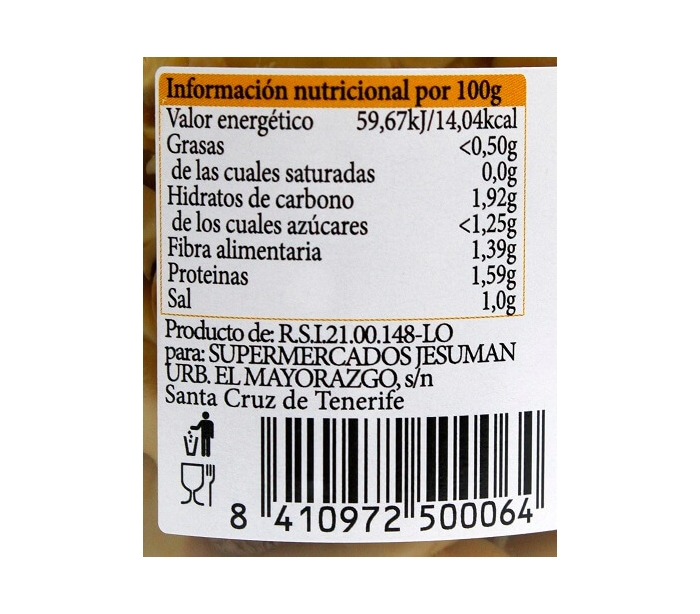 Información nutricional por 100g
Valor energético 59,67kJ/14,04kcal
Grasas <0,50g
de las cuales saturadas 0,0g
Hidratos de carbono 1,92g
de los cuales azúcares <1,25g
Fibra alimentaria 1,39g
Proteinas 1,59g
Sal 1,0g
Producto de: R.S.I.21.00.148-LO
para: SUPERMERCADOS JESUMAN
URB. EL MAYORAZGO, s/n
Santa Cruz de Tenerife
8 410972 500064